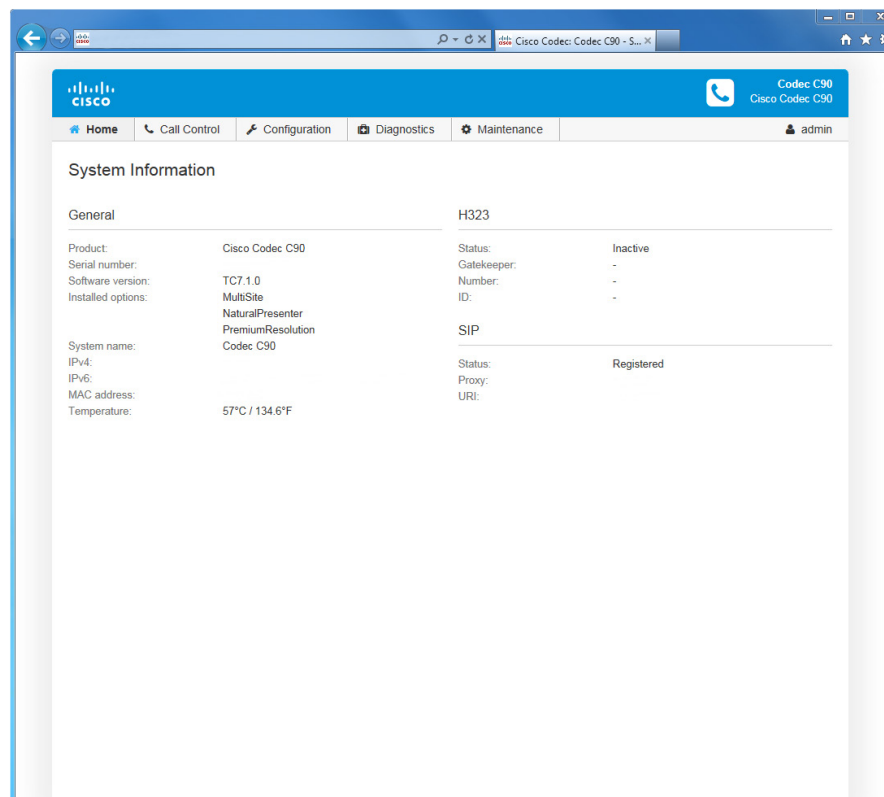 Cisco Codec: Codec C90 - S...
CISCO
Codec C90
Cisco Codec C90
Home Call Control Configuration Diagnostics Maintenance admin
System Information
General
Product: Cisco Codec C90
Serial number:
Software version: TC7.1.0
Installed options: MultiSite
NaturalPresenter
PremiumResolution
System name: Codec C90
IPv4:
IPv6:
MAC address:
Temperature: 57°C / 134.6°F
H323
Status: Inactive
Gatekeeper: -
Number: -
ID: -
SIP
Status: Registered
Proxy:
URI: